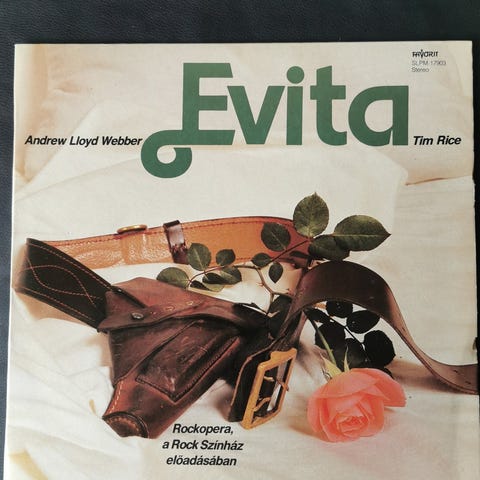 FAVORIT
SLPM 17903
Stereo
Evita
Andrew Lloyd Webber
Tim Rice
Rockopera,
a Rock Színház
előadásában